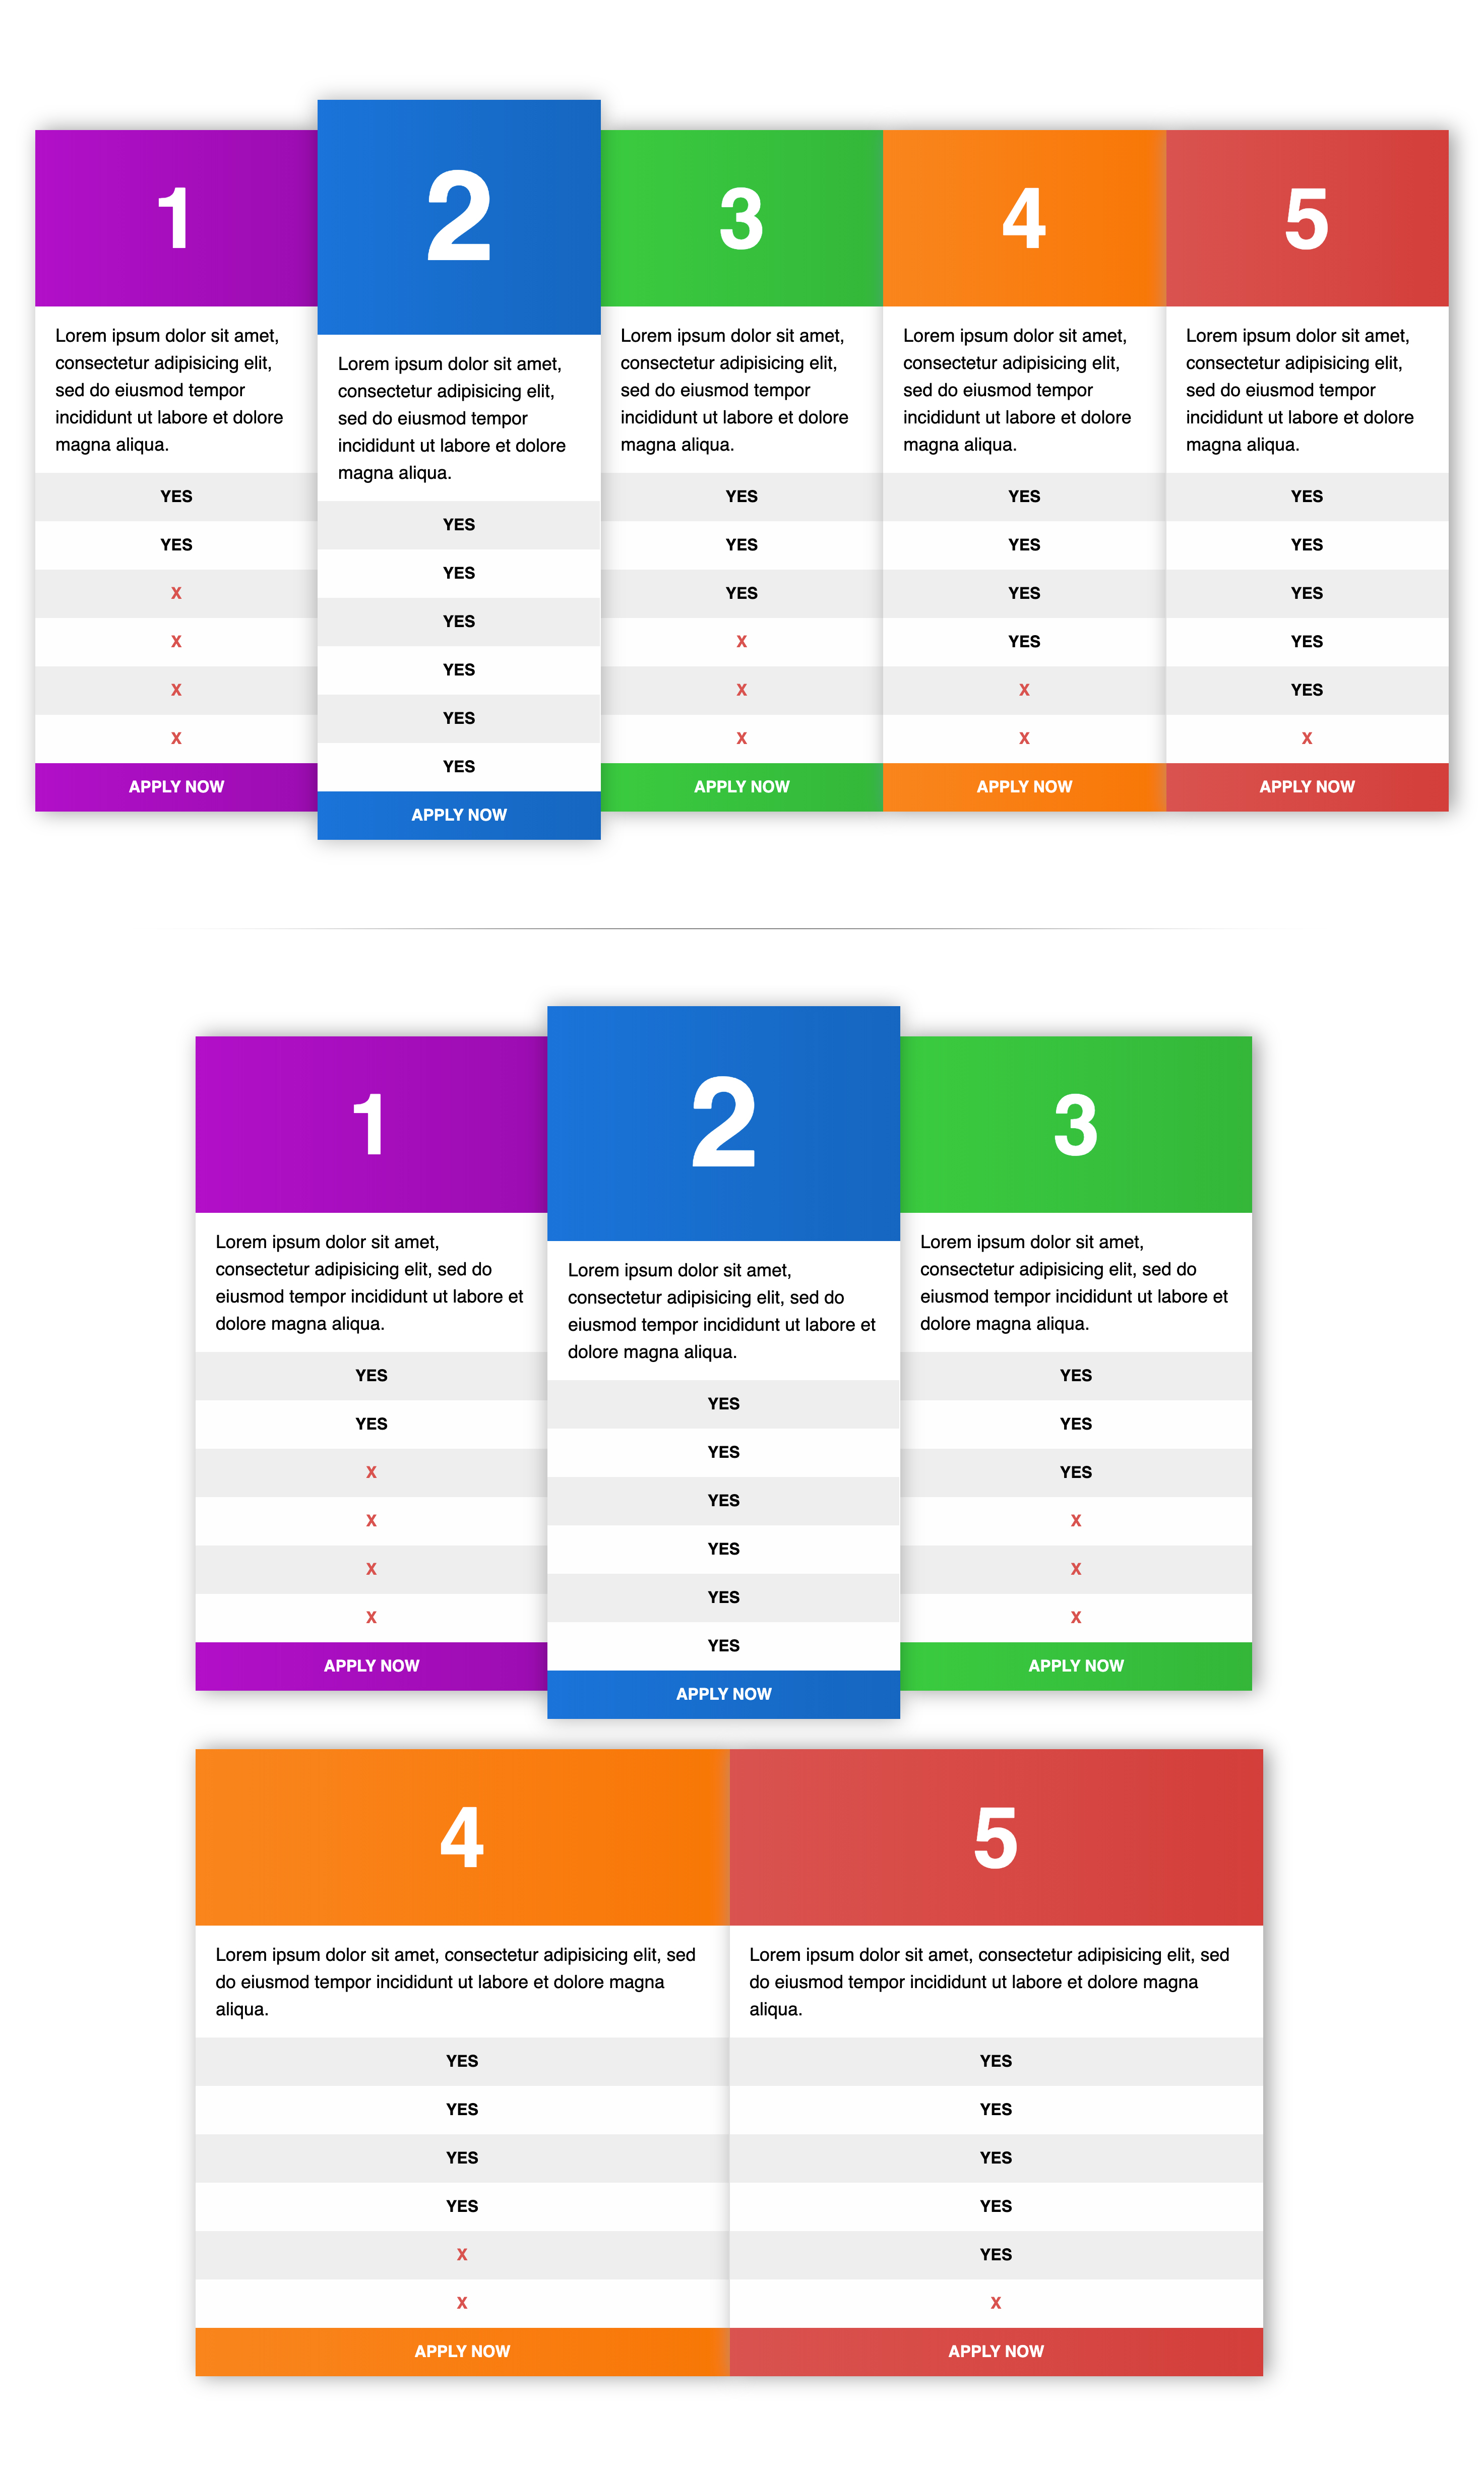 1
Lorem ipsum dolor sit amet,
consectetur adipisicing elit,
sed do eiusmod tempor
incididunt ut labore et dolore
magna aliqua.
YES
YES
X
X
X
X
APPLY NOW
2
Lorem ipsum dolor sit amet,
consectetur adipisicing elit,
sed do eiusmod tempor
incididunt ut labore et dolore
magna aliqua.
YES
YES
YES
YES
YES
YES
APPLY NOW
3
Lorem ipsum dolor sit amet,
consectetur adipisicing elit,
sed do eiusmod tempor
incididunt ut labore et dolore
magna aliqua.
YES
YES
YES
X
X
X
APPLY NOW
4
Lorem ipsum dolor sit amet,
consectetur adipisicing elit,
sed do eiusmod tempor
incididunt ut labore et dolore
magna aliqua.
YES
YES
YES
YES
X
X
APPLY NOW
5
Lorem ipsum dolor sit amet,
consectetur adipisicing elit,
sed do eiusmod tempor
incididunt ut labore et dolore
magna aliqua.
YES
YES
YES
YES
YES
X
APPLY NOW
1
Lorem ipsum dolor sit amet,
consectetur adipisicing elit, sed do
eiusmod tempor incididunt ut labore et
dolore magna aliqua.
YES
YES
X
X
X
X
APPLY NOW
2
Lorem ipsum dolor sit amet,
consectetur adipisicing elit, sed do
eiusmod tempor incididunt ut labore et
dolore magna aliqua.
YES
YES
YES
YES
YES
YES
APPLY NOW
3
Lorem ipsum dolor sit amet,
consectetur adipisicing elit, sed do
eiusmod tempor incididunt ut labore et
dolore magna aliqua.
YES
YES
YES
X
X
X
APPLY NOW
4
Lorem ipsum dolor sit amet, consectetur adipisicing elit, sed
do eiusmod tempor incididunt ut labore et dolore magna
aliqua.
YES
YES
YES
YES
X
X
APPLY NOW
5
Lorem ipsum dolor sit amet, consectetur adipisicing elit, sed
do eiusmod tempor incididunt ut labore et dolore magna
aliqua.
YES
YES
YES
YES
YES
X
APPLY NOW